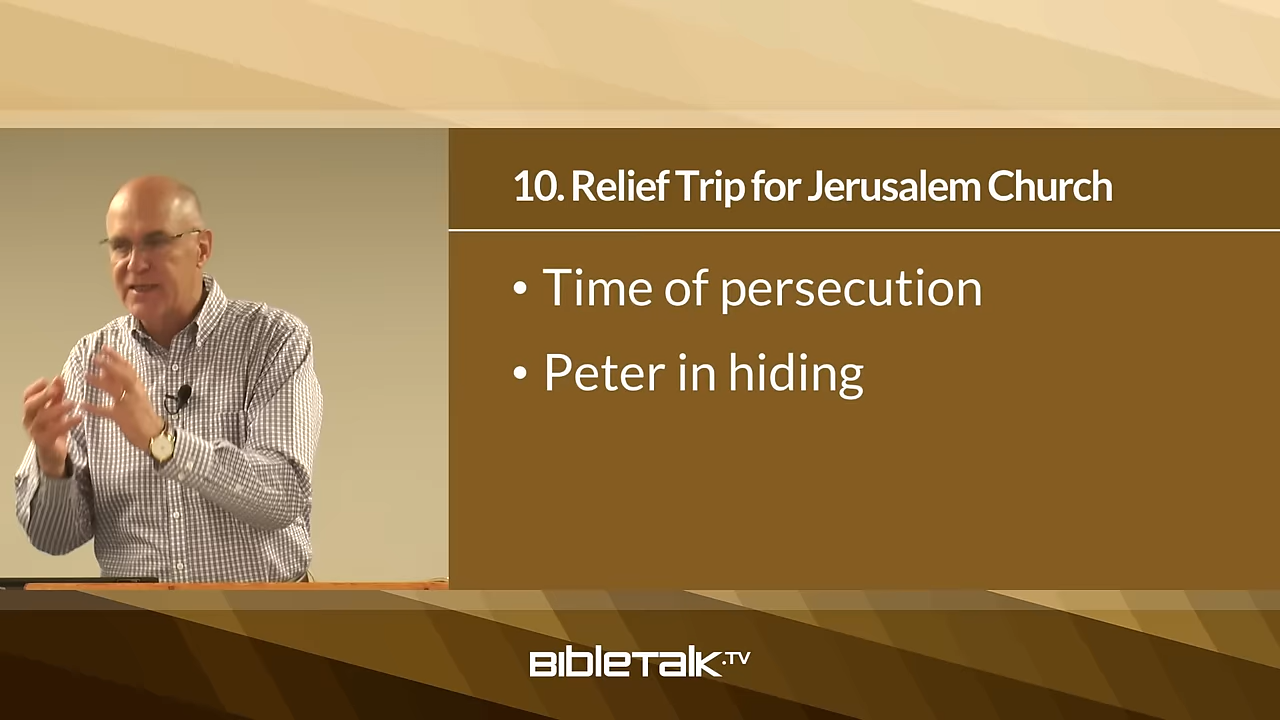 10. Relief Trip for Jerusalem Church
• Time of persecution
• Peter in hiding
BIBLETALK.TV